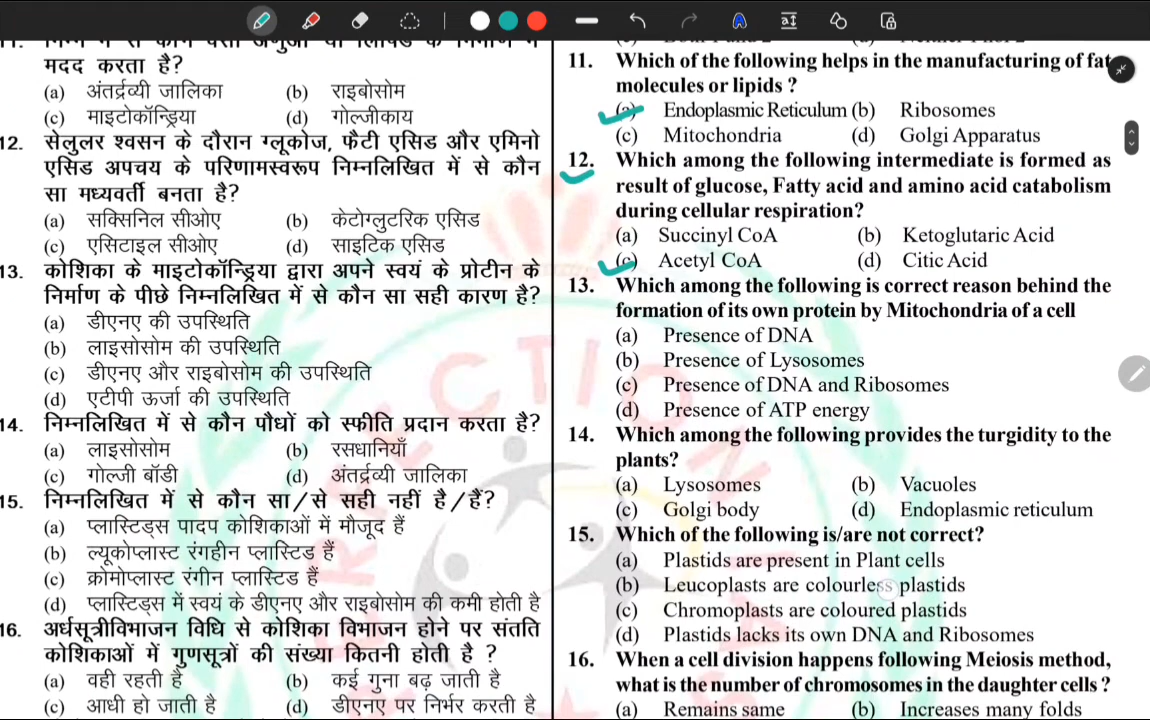 मदद करता है?
(a) अंतर्द्रव्यी जालिका (b) राइबोसोम
(c) माइटोकॉन्ड्रिया (d) गोल्जीकाय
12. सेलुलर श्वसन के दौरान ग्लूकोज, फैटी एसिड और एमिनो
एसिड अपचय के परिणामस्वरूप निम्नलिखित में से कौन
सा मध्यवर्ती बनता है?
(a) सक्सिनिल सीओए (b) केटोग्लुटरिक एसिड
(c) एसिटाइल सीओए (d) साइटिक एसिड
13. कोशिका के माइटोकॉन्ड्रिया द्वारा अपने स्वयं के प्रोटीन के
निर्माण के पीछे निम्नलिखित में से कौन सा सही कारण है?
(a) डीएनए की उपस्थिति
(b) लाइसोसोम की उपस्थिति
(c) डीएनए और राइबोसोम की उपस्थिति
(d) एटीपी ऊर्जा की उपस्थिति
14. निम्नलिखित में से कौन पौधों को स्फीति प्रदान करता है?
(a) लाइसोसोम (b) रसधानियाँ
(c) गोल्जी बॉडी (d) अंतर्द्रव्यी जालिका
15. निम्नलिखित में से कौन सा/से सही नहीं है/हैं?
(a) प्लास्टिड्स पादप कोशिकाओं में मौजूद हैं
(b) ल्यूकोप्लास्ट रंगहीन प्लास्टिड हैं
(c) क्रोमोप्लास्ट रंगीन प्लास्टिड हैं
(d) प्लास्टिड्स में स्वयं के डीएनए और राइबोसोम की कमी होती है
16. अर्धसूत्रीविभाजन विधि से कोशिका विभाजन होने पर संतति
कोशिकाओं में गुणसूत्रों की संख्या कितनी होती है ?
(a) वही रहती है (b) कई गुना बढ़ जाती है
(c) आधी हो जाती है (d) डीएनए पर निर्भर करती है
11. Which of the following helps in the manufacturing of fat
molecules or lipids ?
(a) Endoplasmic Reticulum (b) Ribosomes
(c) Mitochondria (d) Golgi Apparatus
12. Which among the following intermediate is formed as
result of glucose, Fatty acid and amino acid catabolism
during cellular respiration?
(a) Succinyl CoA (b) Ketoglutaric Acid
(c) Acetyl CoA (d) Citic Acid
13. Which among the following is correct reason behind the
formation of its own protein by Mitochondria of a cell
(a) Presence of DNA
(b) Presence of Lysosomes
(c) Presence of DNA and Ribosomes
(d) Presence of ATP energy
14. Which among the following provides the turgidity to the
plants?
(a) Lysosomes (b) Vacuoles
(c) Golgi body (d) Endoplasmic reticulum
15. Which of the following is/are not correct?
(a) Plastids are present in Plant cells
(b) Leucoplasts are colourless plastids
(c) Chromoplasts are coloured plastids
(d) Plastids lacks its own DNA and Ribosomes
16. When a cell division happens following Meiosis method,
what is the number of chromosomes in the daughter cells ?
(a) Remains same (b) Increases many folds